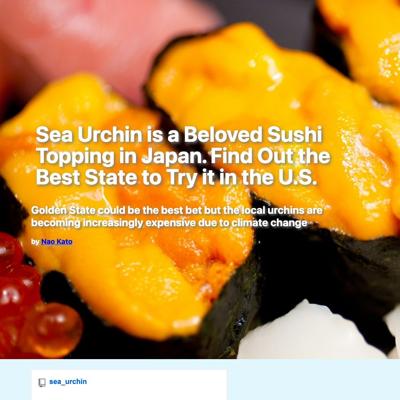 Sea Urchin is a Beloved Sushi
Topping in Japan. Find Out the
Best State to Try it in the U.S.
Golden State could be the best bet but the local urchins are
becoming increasingly expensive due to climate change
by Nao Kato
sea_urchin